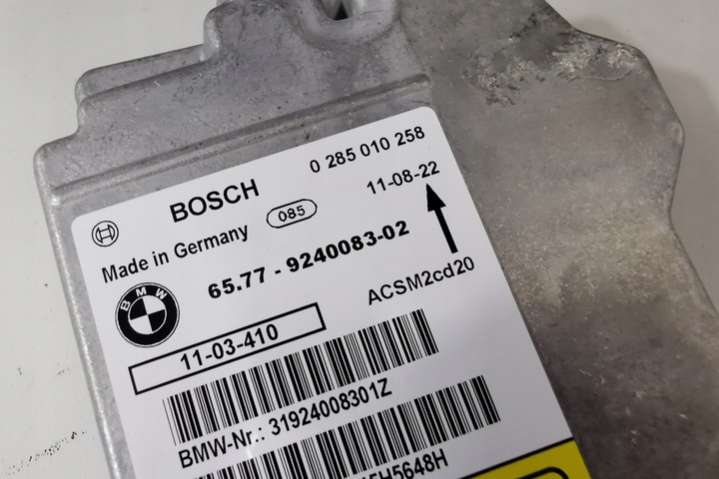 BOSCH 0 285 010 258
Made in Germany 085 11-08-22
BMW 65.77 - 9240083-02
11-03-410 ACSM2cd20
BMW-Nr.: 31924008301Z